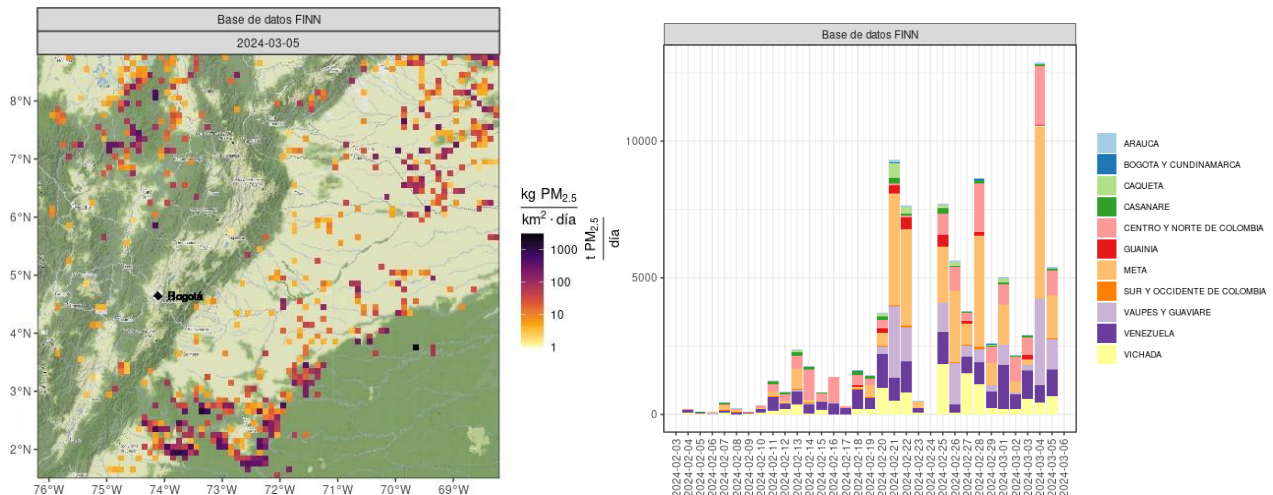 Base de datos FINN
2024-03-05
8°N
7°N
6°N
5°N
4°N
3°N
2°N
76°W 75°W 74°W 73°W 72°W 71°W 70°W 69°W
Bogotá
kg PM2.5
km² · día
1000
100
10
1
Base de datos FINN
t PM2.5
día
10000
5000
0
2024-02-03
2024-02-04
2024-02-05
2024-02-06
2024-02-07
2024-02-08
2024-02-09
2024-02-10
2024-02-11
2024-02-12
2024-02-13
2024-02-14
2024-02-15
2024-02-16
2024-02-17
2024-02-18
2024-02-19
2024-02-20
2024-02-21
2024-02-22
2024-02-23
2024-02-24
2024-02-25
2024-02-26
2024-02-27
2024-02-28
2024-02-29
2024-03-01
2024-03-02
2024-03-03
2024-03-04
2024-03-05
2024-03-06
ARAUCA
BOGOTA Y CUNDINAMARCA
CAQUETA
CASANARE
CENTRO Y NORTE DE COLOMBIA
GUAINIA
META
SUR Y OCCIDENTE DE COLOMBIA
VAUPES Y GUAVIARE
VENEZUELA
VICHADA